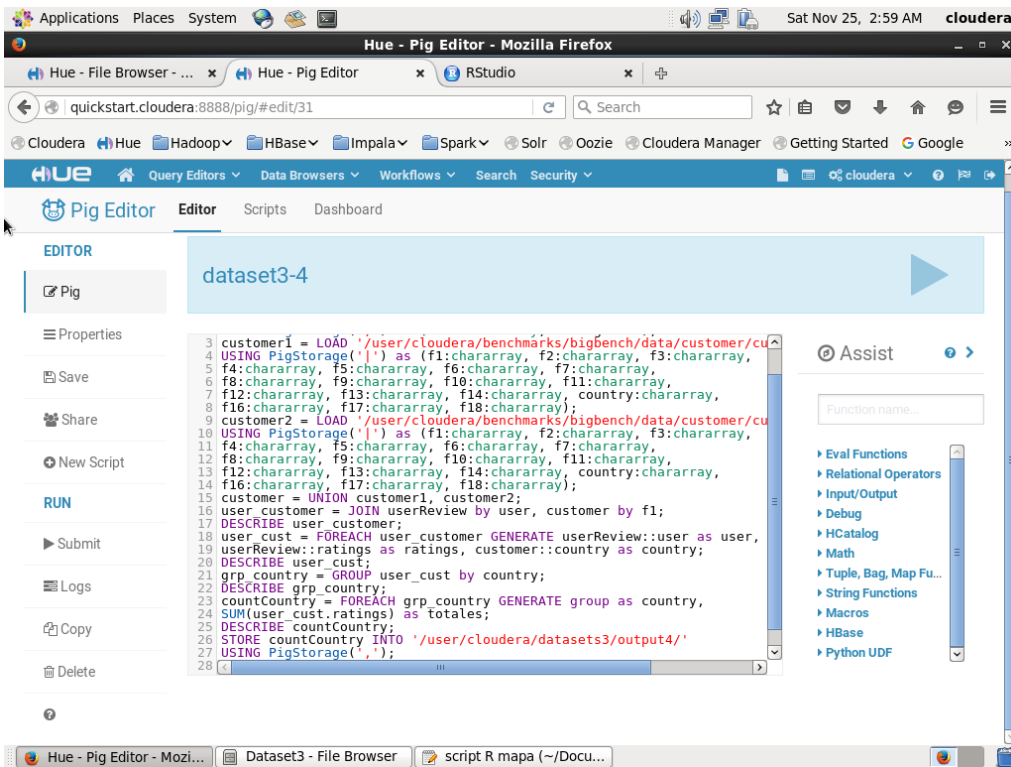 Applications Places System Sat Nov 25, 2:59 AM cloudera
Hue - Pig Editor - Mozilla Firefox
Hue - File Browser - ... Hue - Pig Editor RStudio
quickstart.cloudera:8888/pig/#edit/31 Search
Cloudera Hue Hadoop HBase Impala Spark Solr Oozie Cloudera Manager Getting Started Google
HUE Query Editors Data Browsers Workflows Search Security cloudera
Pig Editor Editor Scripts Dashboard
EDITOR
Pig
Properties
Save
Share
New Script
RUN
Submit
Logs
Copy
Delete
dataset3-4
3 customer1 = LOAD '/user/cloudera/benchmarks/bigbench/data/customer/cu
4 USING PigStorage('|') as (f1:chararray, f2:chararray, f3:chararray,
5 f4:chararray, f5:chararray, f6:chararray, f7:chararray,
6 f8:chararray, f9:chararray, f10:chararray, f11:chararray,
7 f12:chararray, f13:chararray, f14:chararray, country:chararray,
8 f16:chararray, f17:chararray, f18:chararray);
9 customer2 = LOAD '/user/cloudera/benchmarks/bigbench/data/customer/cu
10 USING PigStorage('|') as (f1:chararray, f2:chararray, f3:chararray,
11 f4:chararray, f5:chararray, f6:chararray, f7:chararray,
12 f8:chararray, f9:chararray, f10:chararray, f11:chararray,
13 f12:chararray, f13:chararray, f14:chararray, country:chararray,
14 f16:chararray, f17:chararray, f18:chararray);
15 customer = UNION customer1, customer2;
16 user_customer = JOIN userReview by user, customer by f1;
17 DESCRIBE user_customer;
18 user_cust = FOREACH user_customer GENERATE userReview::user as user,
19 userReview::ratings as ratings, customer::country as country;
20 DESCRIBE user_cust;
21 grp_country = GROUP user_cust by country;
22 DESCRIBE grp_country;
23 countCountry = FOREACH grp_country GENERATE group as country,
24 SUM(user_cust.ratings) as totales;
25 DESCRIBE countCountry;
26 STORE countCountry INTO '/user/cloudera/datasets3/output4/'
27 USING PigStorage(',');
28
Assist
Function name...
Eval Functions
Relational Operators
Input/Output
Debug
HCatalog
Math
Tuple, Bag, Map Fu...
String Functions
Macros
HBase
Python UDF
Hue - Pig Editor - Mozi... Dataset3 - File Browser script R mapa (~/Docu...